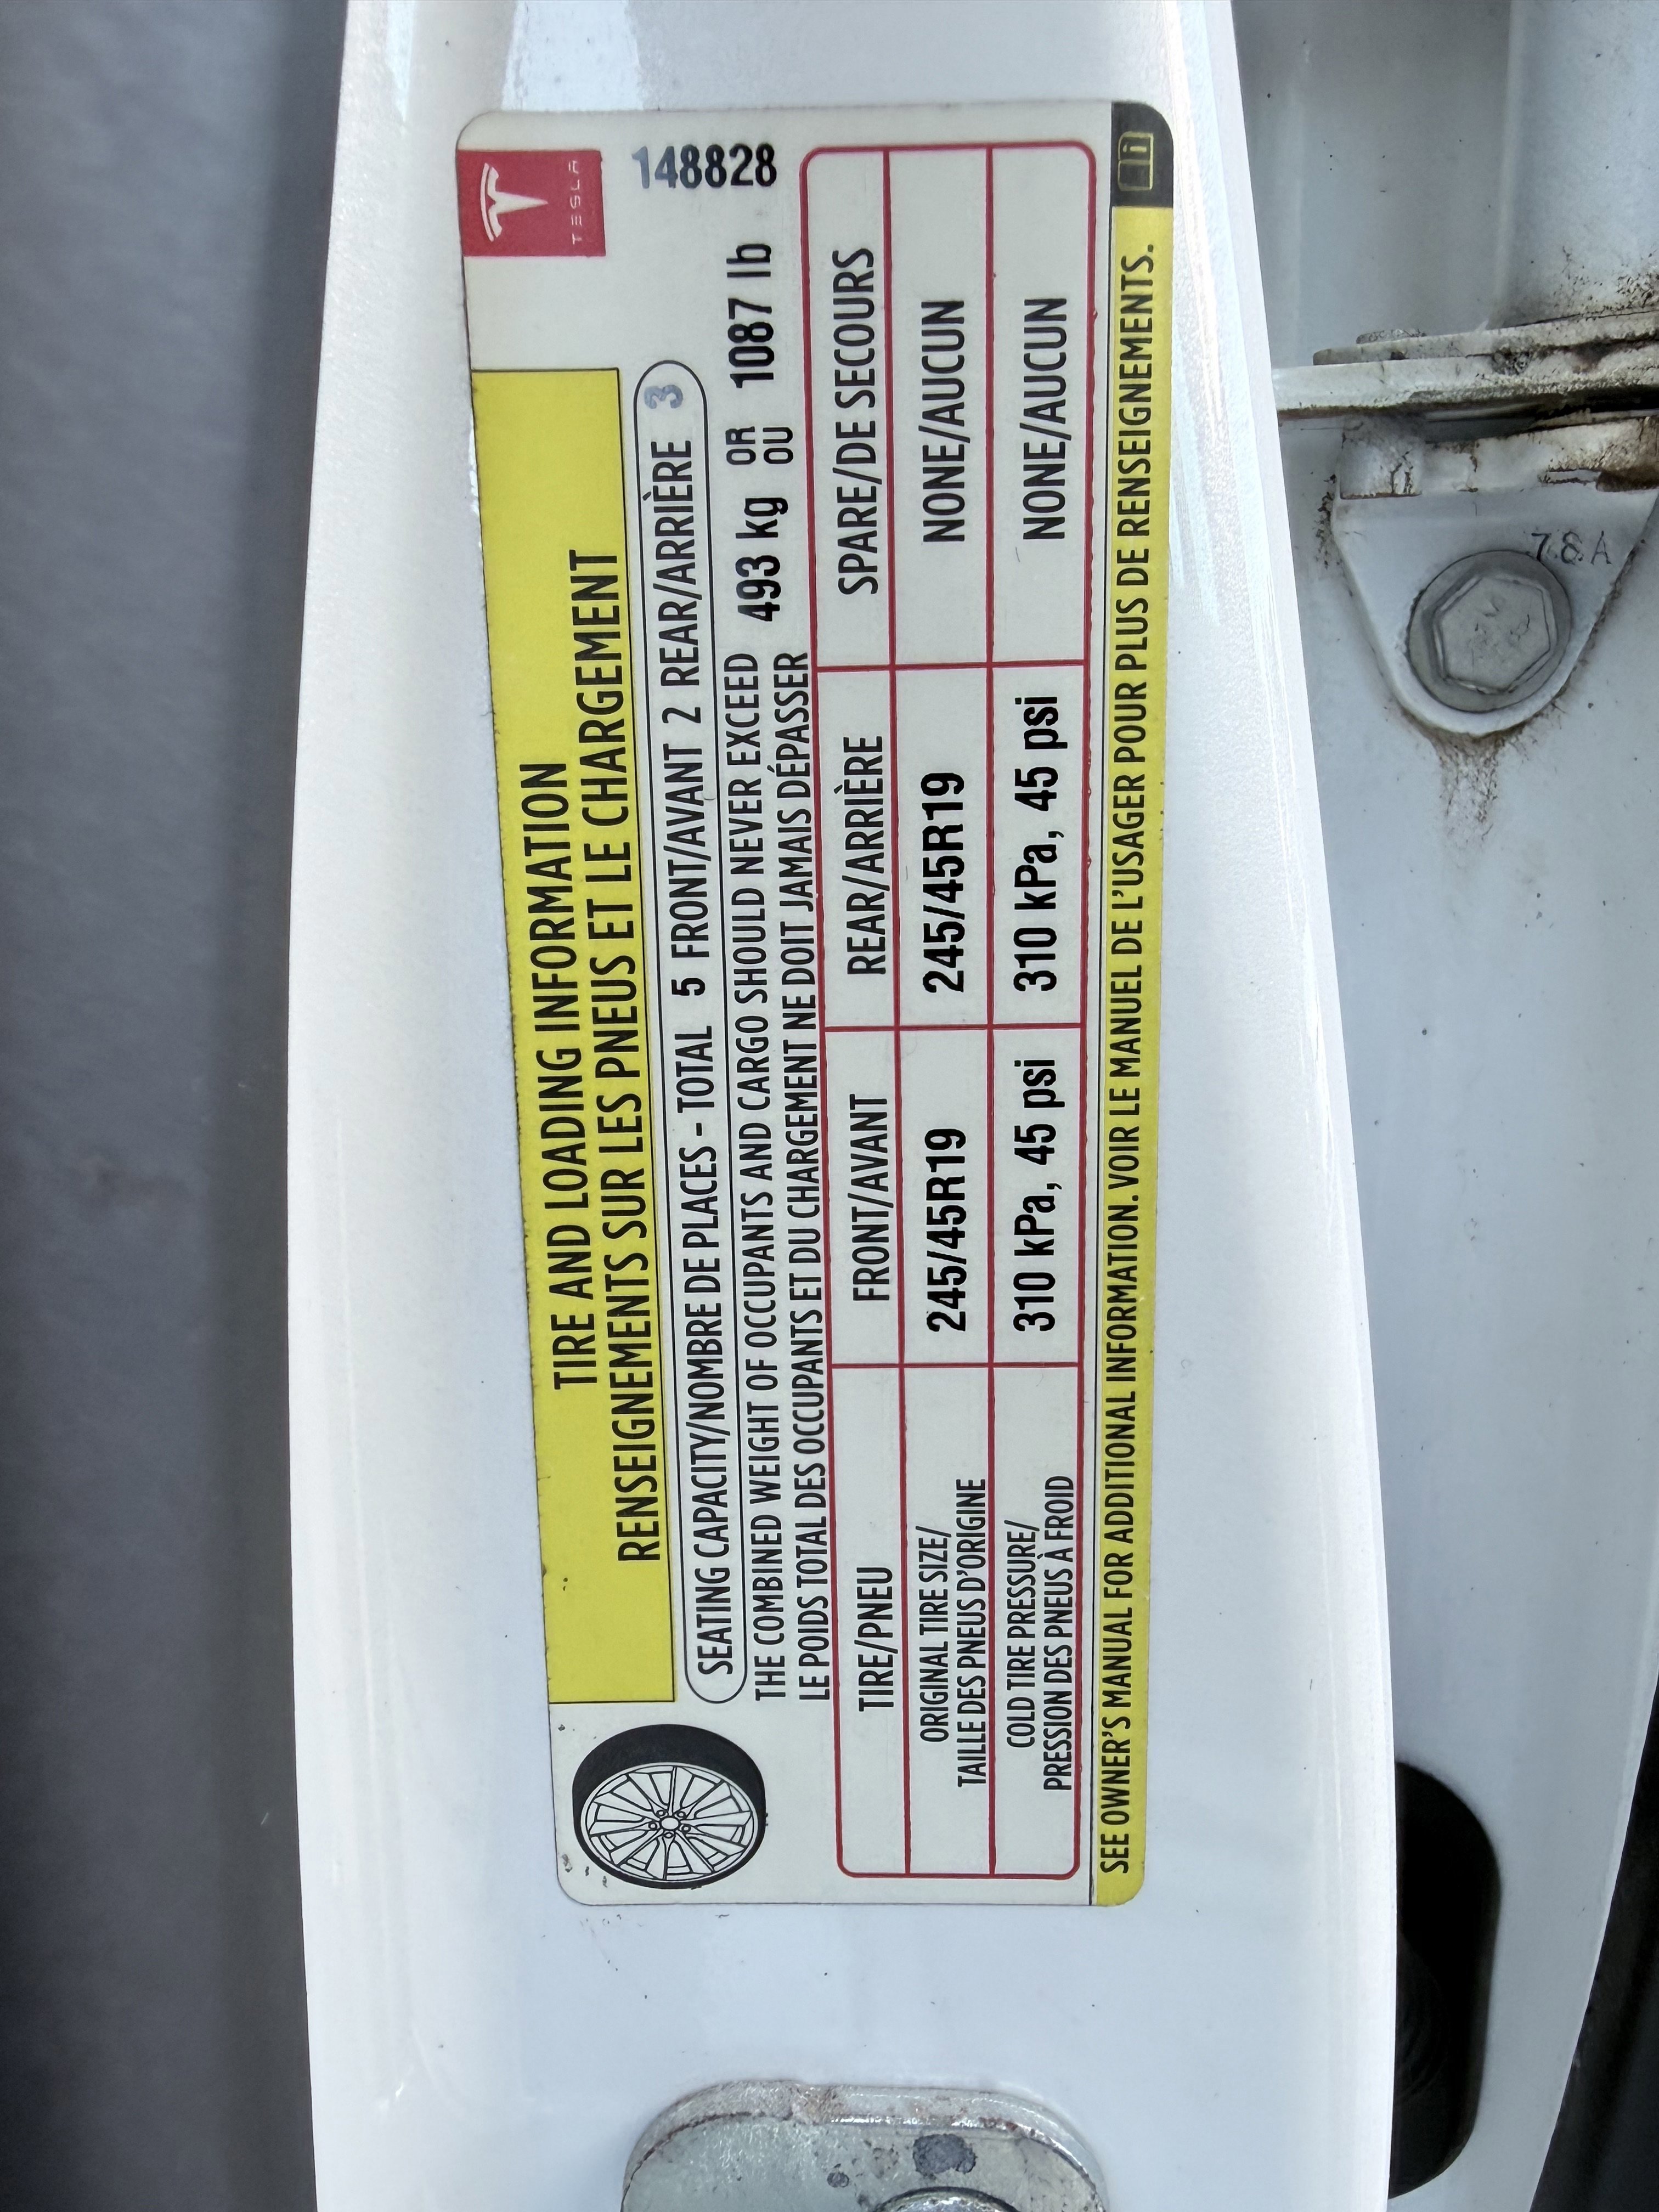 TESLA
TIRE AND LOADING INFORMATION
RENSEIGNEMENTS SUR LES PNEUS ET LE CHARGEMENT
148828
SEATING CAPACITY/NOMBRE DE PLACES - TOTAL 5 FRONT/AVANT 2 REAR/ARRIÈRE 3
THE COMBINED WEIGHT OF OCCUPANTS AND CARGO SHOULD NEVER EXCEED
LE POIDS TOTAL DES OCCUPANTS ET DU CHARGEMENT NE DOIT JAMAIS DÉPASSER
493 kg OR OU 1087 lb
TIRE/PNEU FRONT/AVANT REAR/ARRIÈRE SPARE/DE SECOURS
ORIGINAL TIRE SIZE/
TAILLE DES PNEUS D'ORIGINE
245/45R19 245/45R19 NONE/AUCUN
COLD TIRE PRESSURE/
PRESSION DES PNEUS À FROID
310 kPa, 45 psi 310 kPa, 45 psi NONE/AUCUN
SEE OWNER'S MANUAL FOR ADDITIONAL INFORMATION. VOIR LE MANUEL DE L'USAGER POUR PLUS DE RENSEIGNEMENTS.
78A